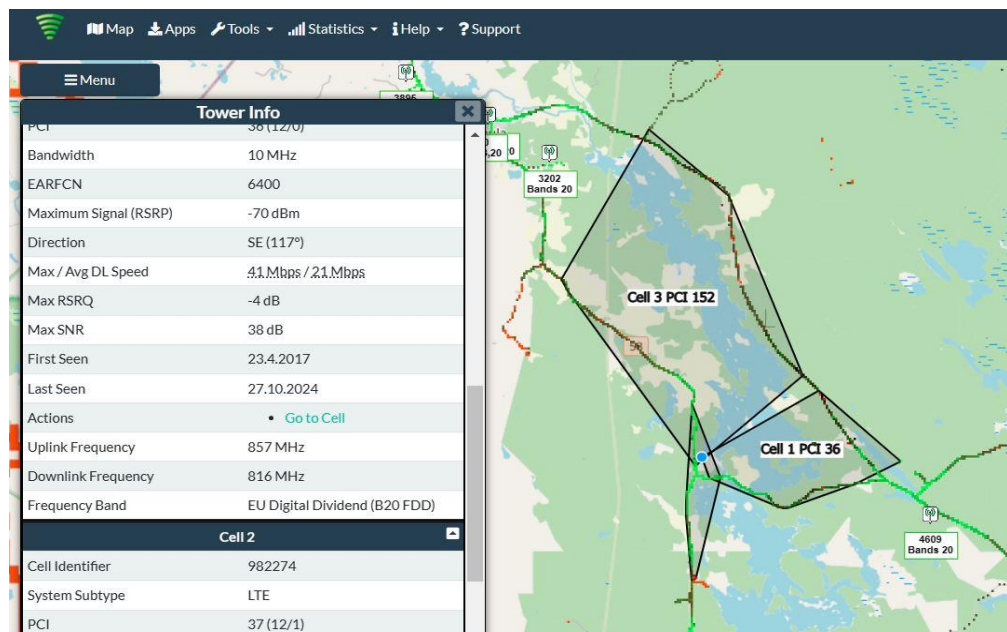 Map Apps Tools Statistics Help Support
Menu
Tower Info
PCI 36 (12/0)
Bandwidth 10 MHz
EARFCN 6400
Maximum Signal (RSRP) -70 dBm
Direction SE (117°)
Max / Avg DL Speed 41 Mbps / 21 Mbps
Max RSRQ -4 dB
Max SNR 38 dB
First Seen 23.4.2017
Last Seen 27.10.2024
Actions • Go to Cell
Uplink Frequency 857 MHz
Downlink Frequency 816 MHz
Frequency Band EU Digital Dividend (B20 FDD)
Cell 2
Cell Identifier 982274
System Subtype LTE
PCI 37 (12/1)
3202
Bands 20
Cell 3 PCI 152
Cell 1 PCI 36
4609
Bands 20